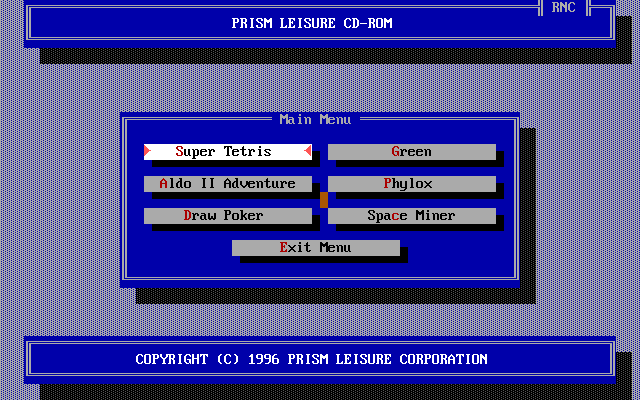 RNC
PRISM LEISURE CD-ROM
Main Menu
Super Tetris
Green
Aldo II Adventure
Phylox
Draw Poker
Space Miner
Exit Menu
COPYRIGHT (C) 1996 PRISM LEISURE CORPORATION